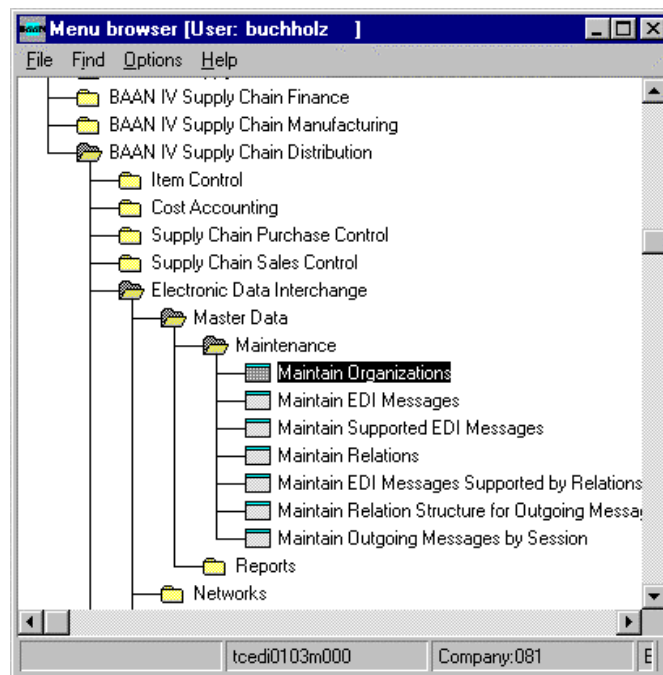 BaaN Menu browser [User: buchholz ]
File Find Options Help
BAAN IV Supply Chain Finance
BAAN IV Supply Chain Manufacturing
BAAN IV Supply Chain Distribution
Item Control
Cost Accounting
Supply Chain Purchase Control
Supply Chain Sales Control
Electronic Data Interchange
Master Data
Maintenance
Maintain Organizations
Maintain EDI Messages
Maintain Supported EDI Messages
Maintain Relations
Maintain EDI Messages Supported by Relations
Maintain Relation Structure for Outgoing Messa
Maintain Outgoing Messages by Session
Reports
Networks
tcedi0103m000 Company:081 E